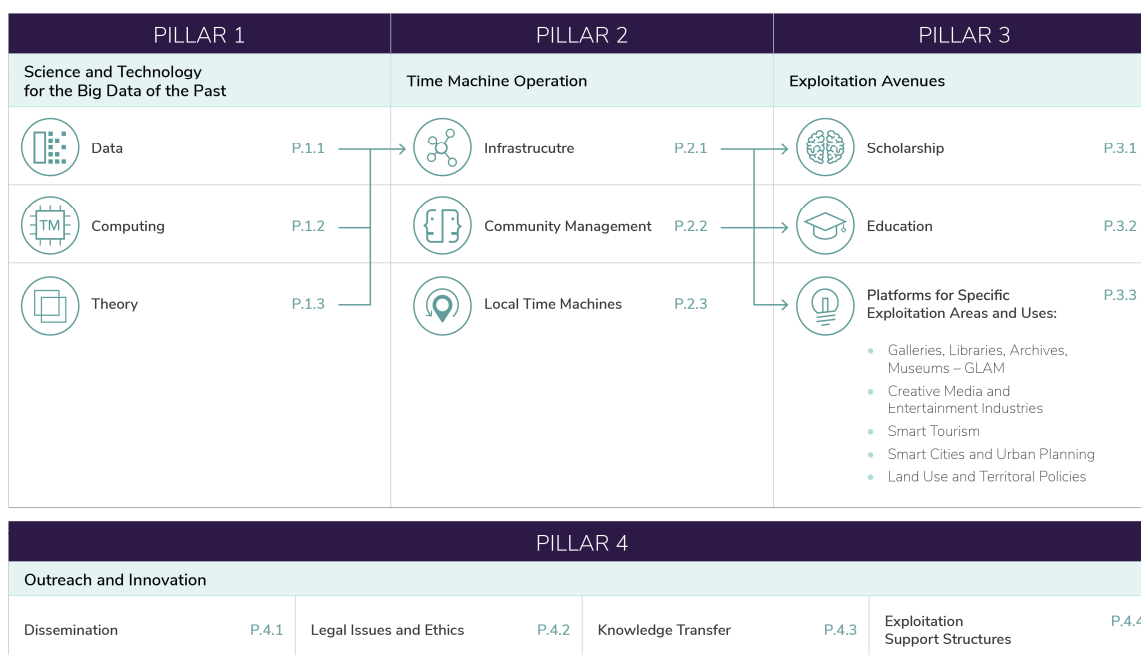 PILLAR 1
PILLAR 2
PILLAR 3
Science and Technology
for the Big Data of the Past
Time Machine Operation
Exploitation Avenues
Data
P.1.1
Infrastrucutre
P.2.1
Scholarship
P.3.1
TM
Computing
P.1.2
Community Management
P.2.2
Education
P.3.2
Theory
P.1.3
Local Time Machines
P.2.3
Platforms for Specific
Exploitation Areas and Uses:
P.3.3
Galleries, Libraries, Archives,
Museums – GLAM
Creative Media and
Entertainment Industries
Smart Tourism
Smart Cities and Urban Planning
Land Use and Territoral Policies
PILLAR 4
Outreach and Innovation
Dissemination
P.4.1
Legal Issues and Ethics
P.4.2
Knowledge Transfer
P.4.3
Exploitation
Support Structures
P.4.4